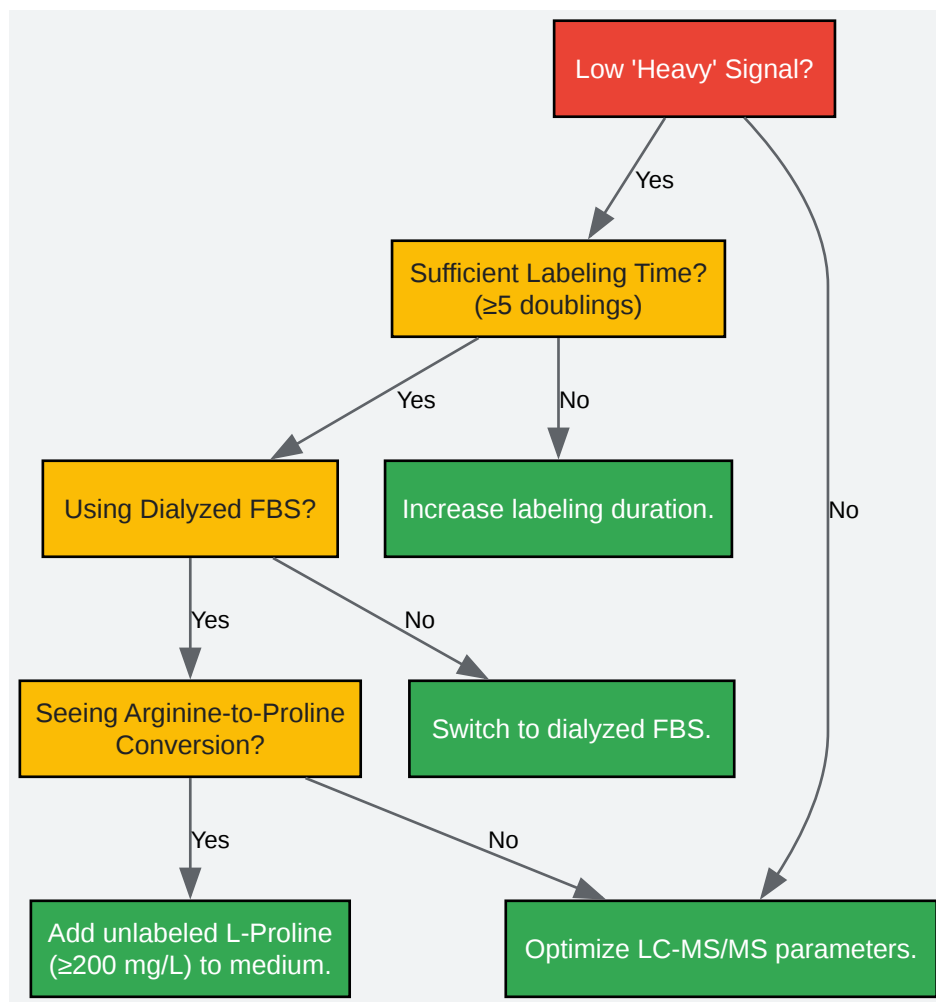 Low 'Heavy' Signal?
Yes
Sufficient Labeling Time?
(≥5 doublings)
Yes
No
Using Dialyzed FBS?
Increase labeling duration.
No
Yes
No
Seeing Arginine-to-Proline
Conversion?
Switch to dialyzed FBS.
Yes
No
Add unlabeled L-Proline
(≥200 mg/L) to medium.
Optimize LC-MS/MS parameters.